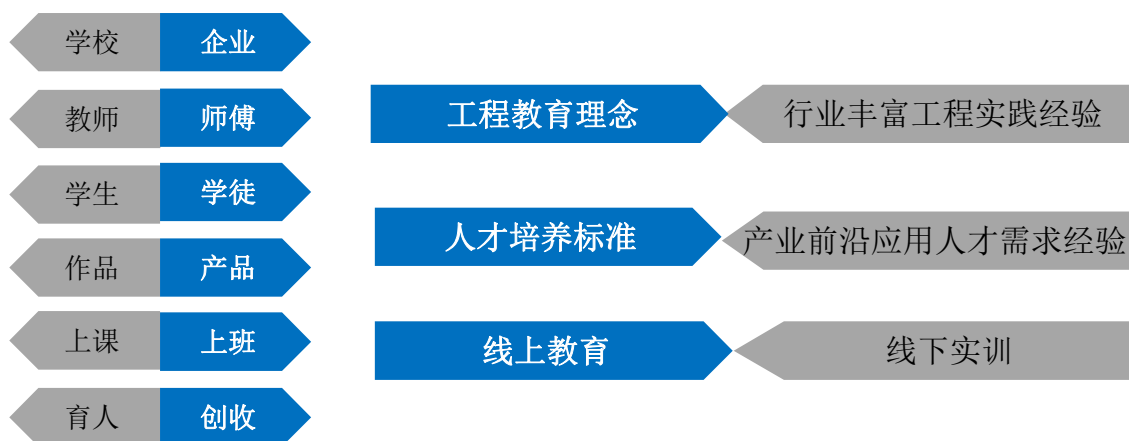 学校 企业
教师 师傅
学生 学徒
作品 产品
上课 上班
育人 创收
工程教育理念 行业丰富工程实践经验
人才培养标准 产业前沿应用人才需求经验
线上教育 线下实训